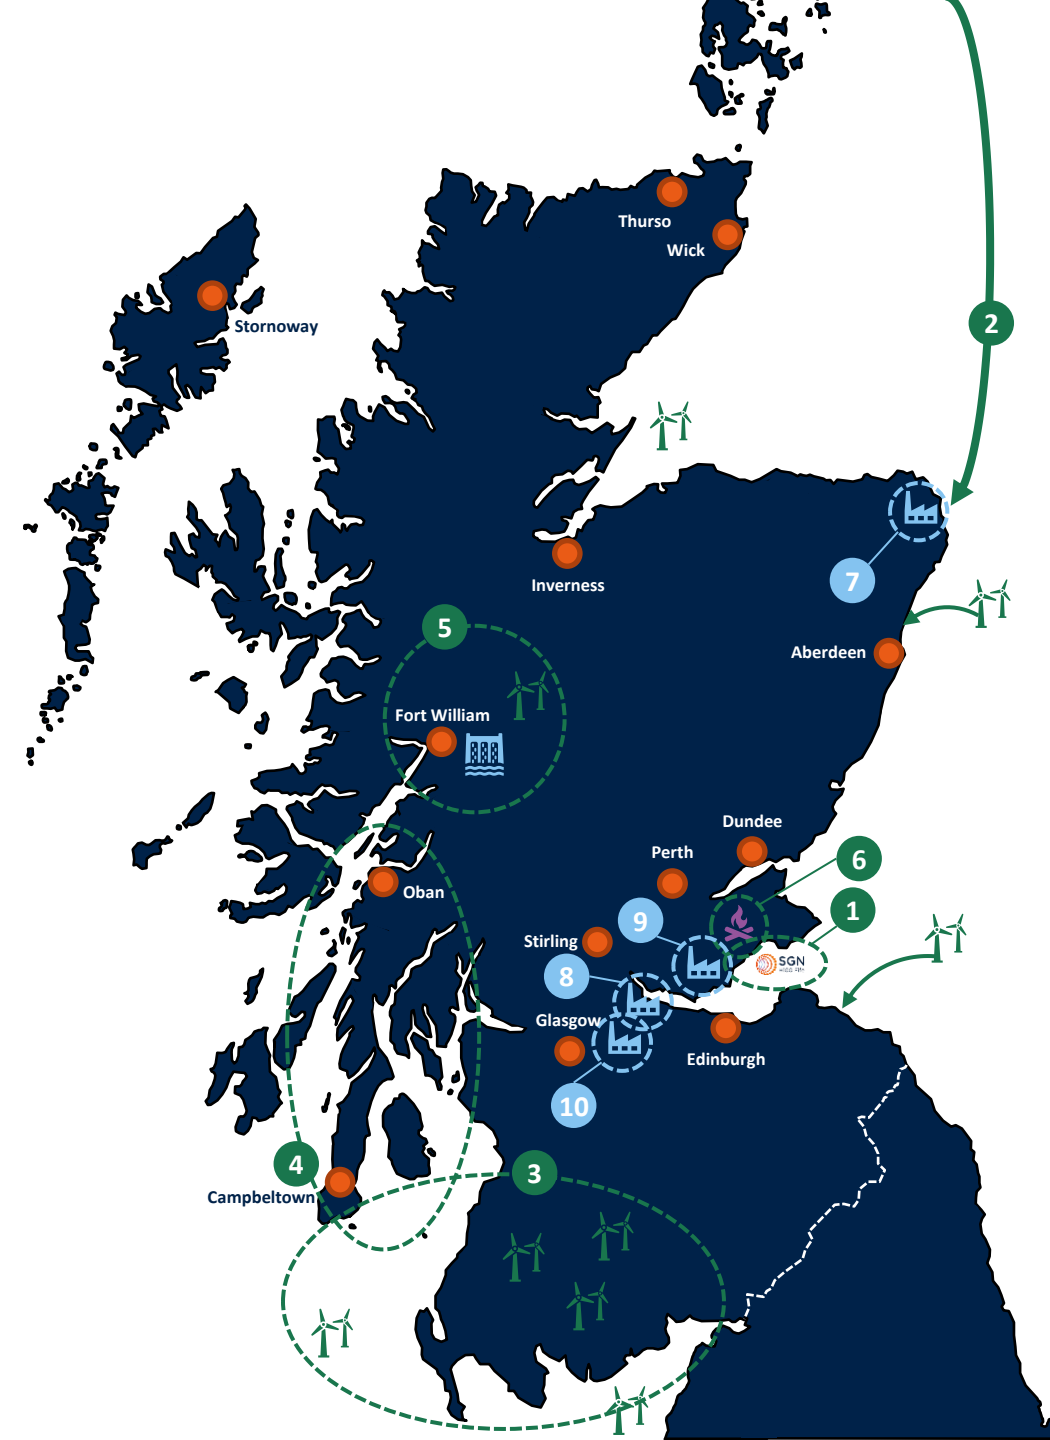 Thurso
Wick
Stornoway
2
Inverness
7
5
Aberdeen
Fort William
Dundee
Perth
6
Oban
9
1
Stirling
SGN
8
Glasgow
Edinburgh
10
4
3
Campbeltown